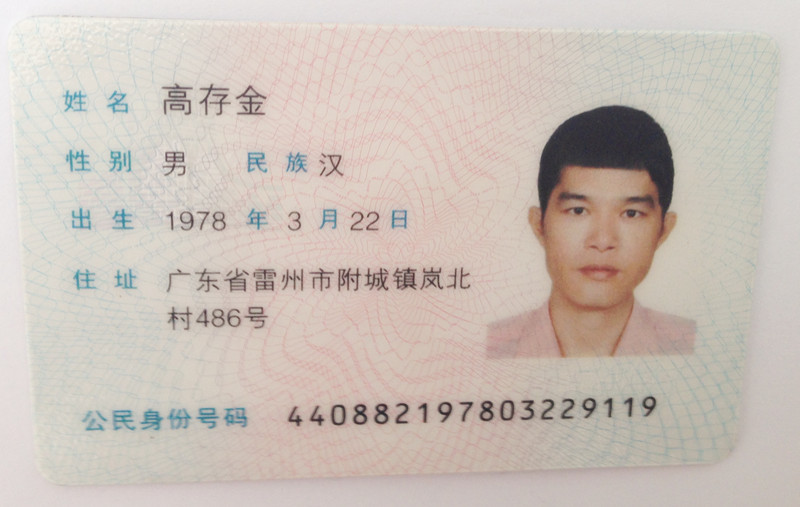 姓名 高存金
性别 男 民族 汉
出生 1978 年 3 月 22 日
住址 广东省雷州市附城镇岚北
村486号
公民身份号码 440882197803229119